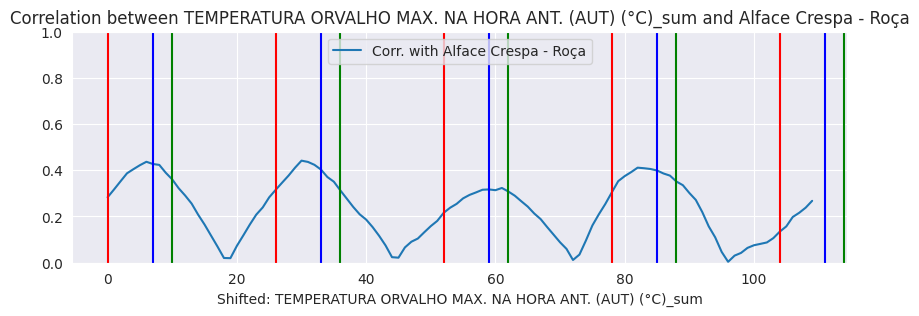 Correlation between TEMPERATURA ORVALHO MAX. NA HORA ANT. (AUT) (°C)_sum and Alface Crespa - Roça
1.0
Corr. with Alface Crespa - Roça
0.8
0.6
0.4
0.2
0.0
0 20 40 60 80 100
Shifted: TEMPERATURA ORVALHO MAX. NA HORA ANT. (AUT) (°C)_sum